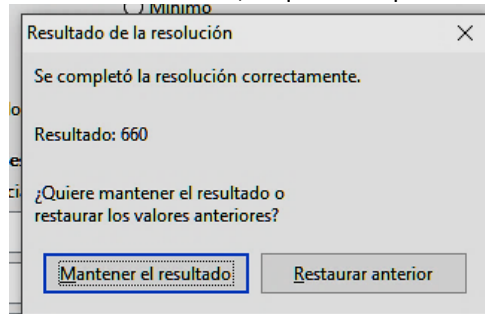 Mínimo
Resultado de la resolución
Se completó la resolución correctamente.
Resultado: 660
¿Quiere mantener el resultado o
restaurar los valores anteriores?
Mantener el resultado
Restaurar anterior